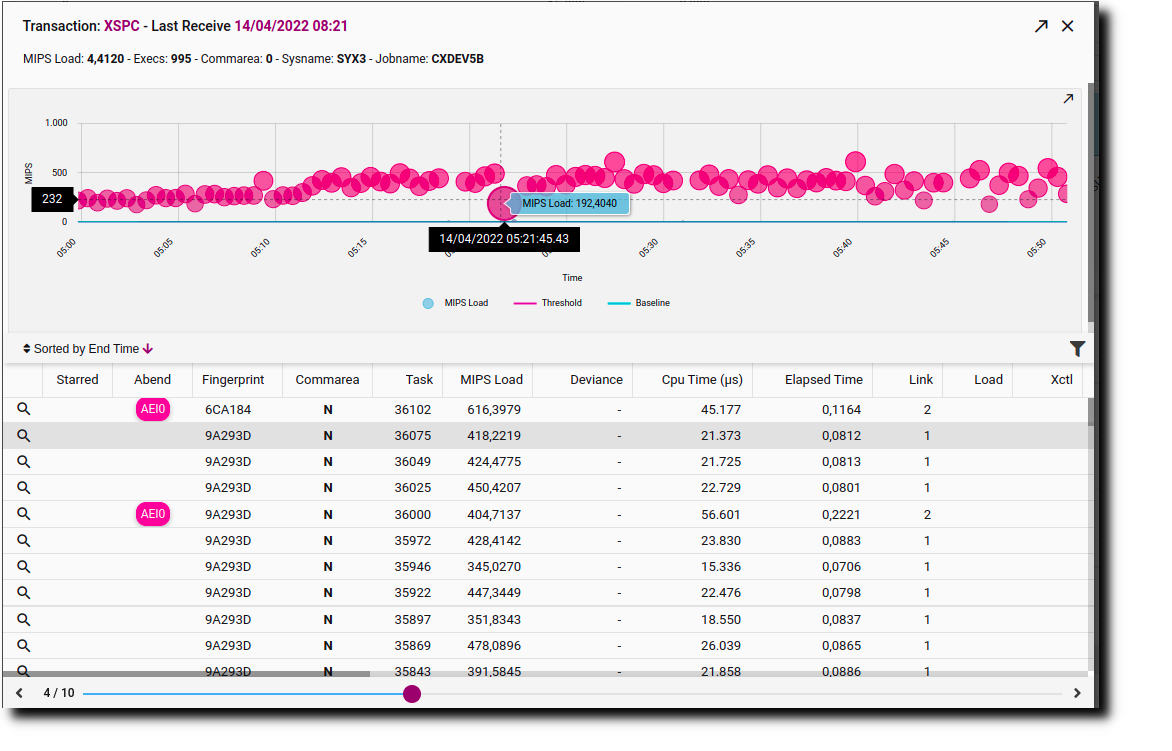 Transaction: XSPC - Last Receive 14/04/2022 08:21
MIPS Load: 4,4120 - Execs: 995 - Commarea: 0 - Sysname: SYX3 - Jobname: CXDEV5B
1.000
MIPS
500
232
0
MIPS Load: 192,4040
14/04/2022 05:21:45.43
05:00 05:05 05:10 05:15 05:30 05:35 05:40 05:45 05:50
Time
MIPS Load Threshold Baseline
Sorted by End Time
Starred Abend Fingerprint Commarea Task MIPS Load Deviance Cpu Time (µs) Elapsed Time Link Load Xctl
AEI0 6CA184 N 36102 616,3979 - 45.177 0,1164 2
9A293D N 36075 418,2219 - 21.373 0,0812 1
9A293D N 36049 424,4775 - 21.725 0,0813 1
9A293D N 36025 450,4207 - 22.729 0,0801 1
AEI0 9A293D N 36000 404,7137 - 56.601 0,2221 2
9A293D N 35972 428,4142 - 23.830 0,0883 1
9A293D N 35946 345,0270 - 15.336 0,0706 1
9A293D N 35922 447,3449 - 22.476 0,0798 1
9A293D N 35897 351,8343 - 18.550 0,0837 1
9A293D N 35869 478,0896 - 26.039 0,0865 1
9A293D N 35843 391,5845 - 21.858 0,0886 1
4 / 10